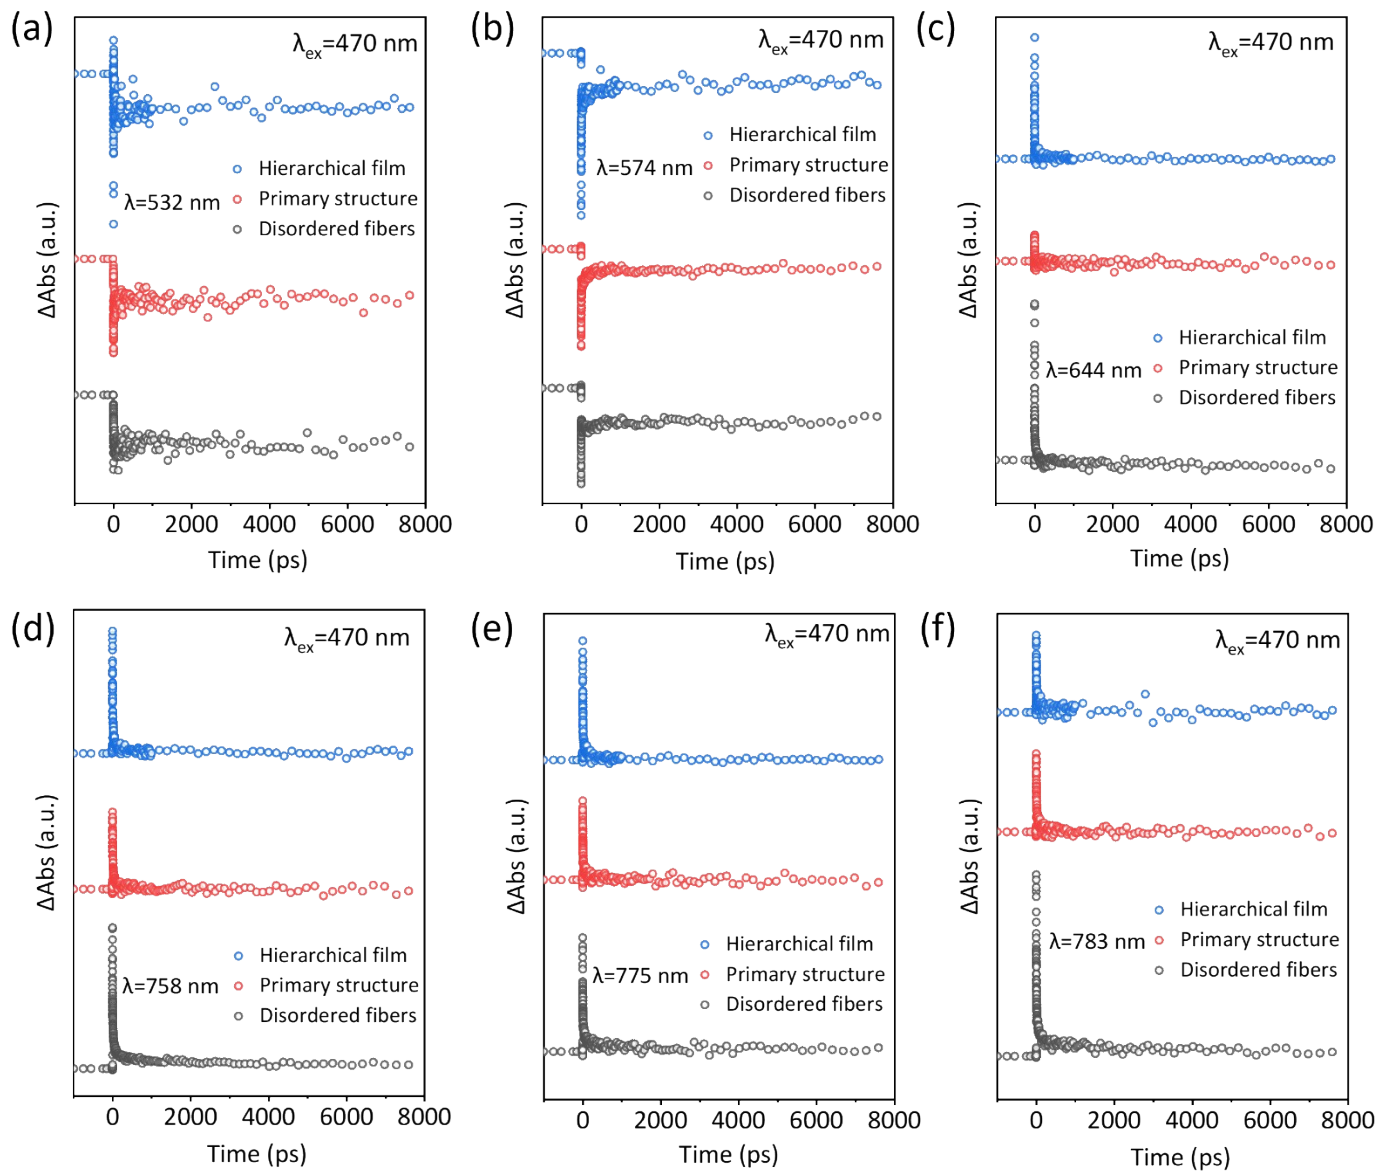 (a)
λex=470 nm
Hierarchical film
λ=532 nm
Primary structure
Disordered fibers
ΔAbs (a.u.)
0 2000 4000 6000 8000
Time (ps)
(b)
λex=470 nm
Hierarchical film
λ=574 nm
Primary structure
Disordered fibers
ΔAbs (a.u.)
0 2000 4000 6000 8000
Time (ps)
(c)
λex=470 nm
Hierarchical film
λ=644 nm
Primary structure
Disordered fibers
ΔAbs (a.u.)
0 2000 4000 6000 8000
Time (ps)
(d)
λex=470 nm
Hierarchical film
λ=758 nm
Primary structure
Disordered fibers
ΔAbs (a.u.)
0 2000 4000 6000 8000
Time (ps)
(e)
λex=470 nm
Hierarchical film
λ=775 nm
Primary structure
Disordered fibers
ΔAbs (a.u.)
0 2000 4000 6000 8000
Time (ps)
(f)
λex=470 nm
Hierarchical film
λ=783 nm
Primary structure
Disordered fibers
ΔAbs (a.u.)
0 2000 4000 6000 8000
Time (ps)